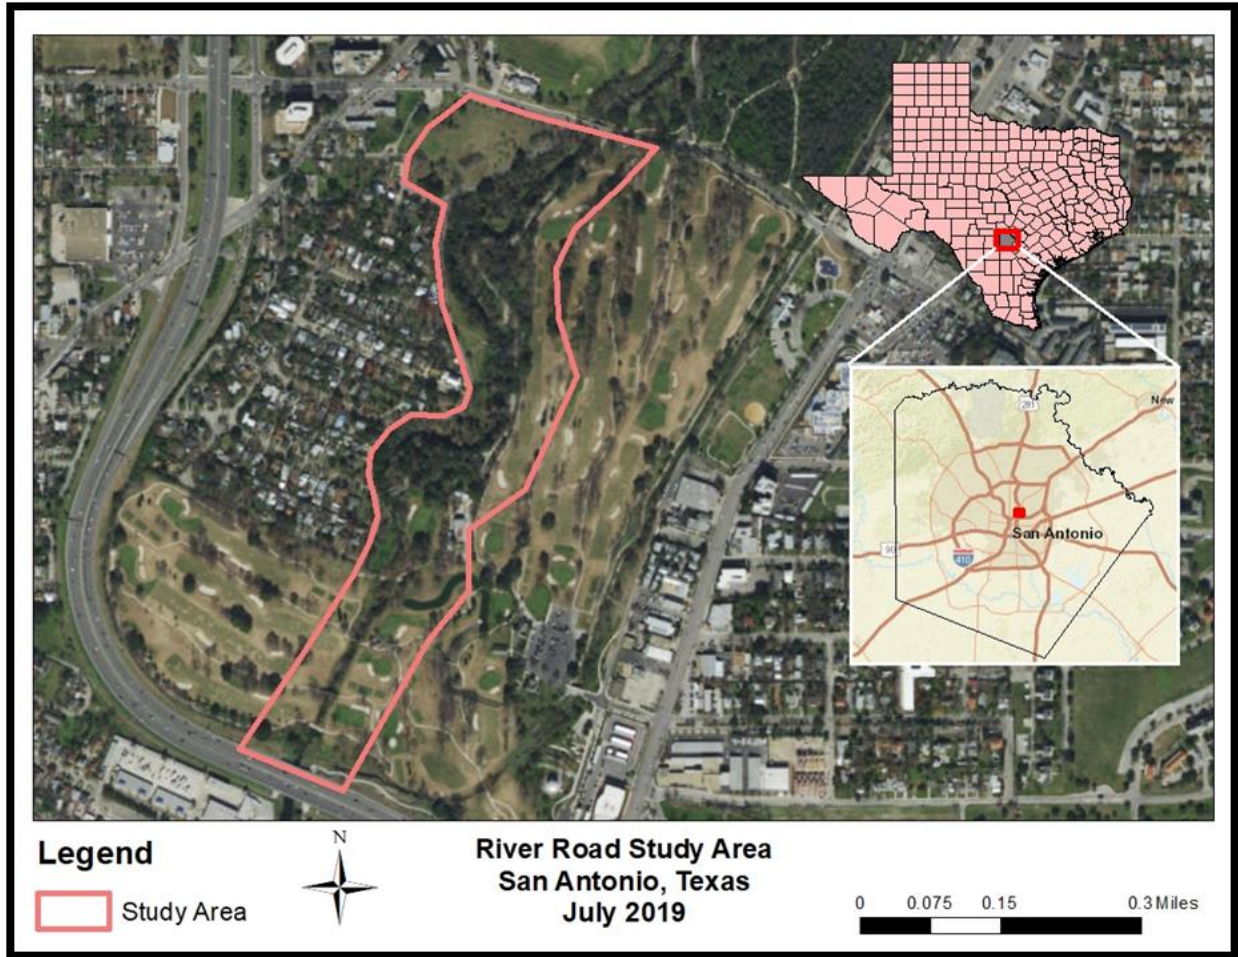 281
New
San Antonio
90
410
Legend
Study Area
N
River Road Study Area
San Antonio, Texas
July 2019
0 0.075 0.15 0.3 Miles